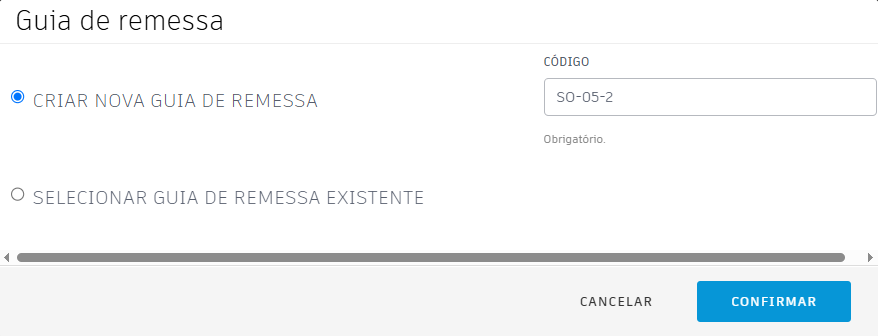 Guia de remessa
CÓDIGO
CRIAR NOVA GUIA DE REMESSA
SO-05-2
Obrigatório.
SELECIONAR GUIA DE REMESSA EXISTENTE
CANCELAR
CONFIRMAR